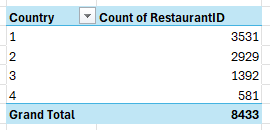 Country Count of RestaurantID
1 3531
2 2929
3 1392
4 581
Grand Total 8433